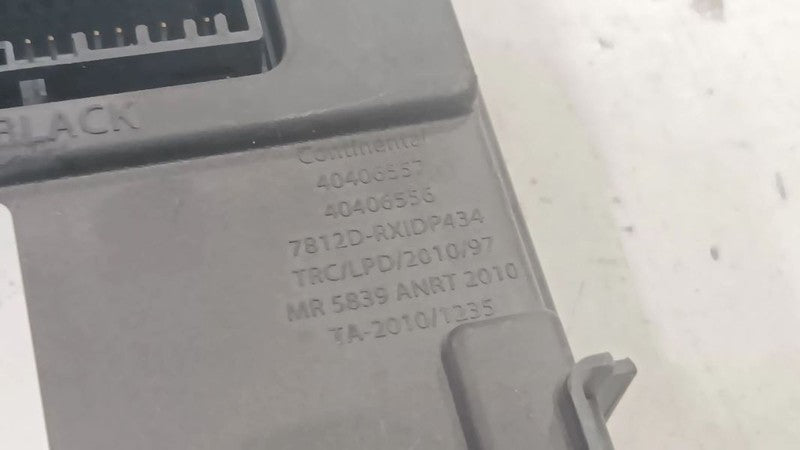 BLACK
Continental
40406557
40406556
7812D-RXIDP434
TRC/LPD/2010/97
MR 5839 ANRT 2010
TA-2010/1235